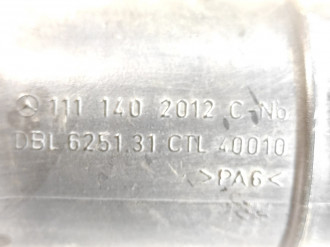 111 140 2012 C-No
DBL 6251.31 CTL 40010
>PA6<